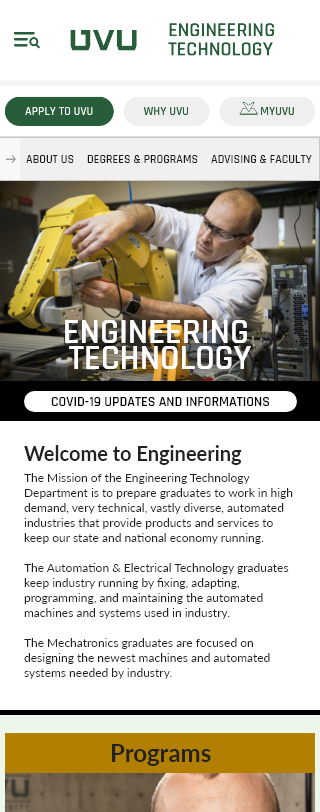 UVU
ENGINEERING
TECHNOLOGY
APPLY TO UVU
WHY UVU
MYUVU
→ ABOUT US DEGREES & PROGRAMS ADVISING & FACULTY
ENGINEERING
TECHNOLOGY
COVID-19 UPDATES AND INFORMATIONS
Welcome to Engineering
The Mission of the Engineering Technology
Department is to prepare graduates to work in high
demand, very technical, vastly diverse, automated
industries that provide products and services to
keep our state and national economy running.
The Automation & Electrical Technology graduates
keep industry running by fixing, adapting,
programming, and maintaining the automated
machines and systems used in industry.
The Mechatronics graduates are focused on
designing the newest machines and automated
systems needed by industry.
Programs